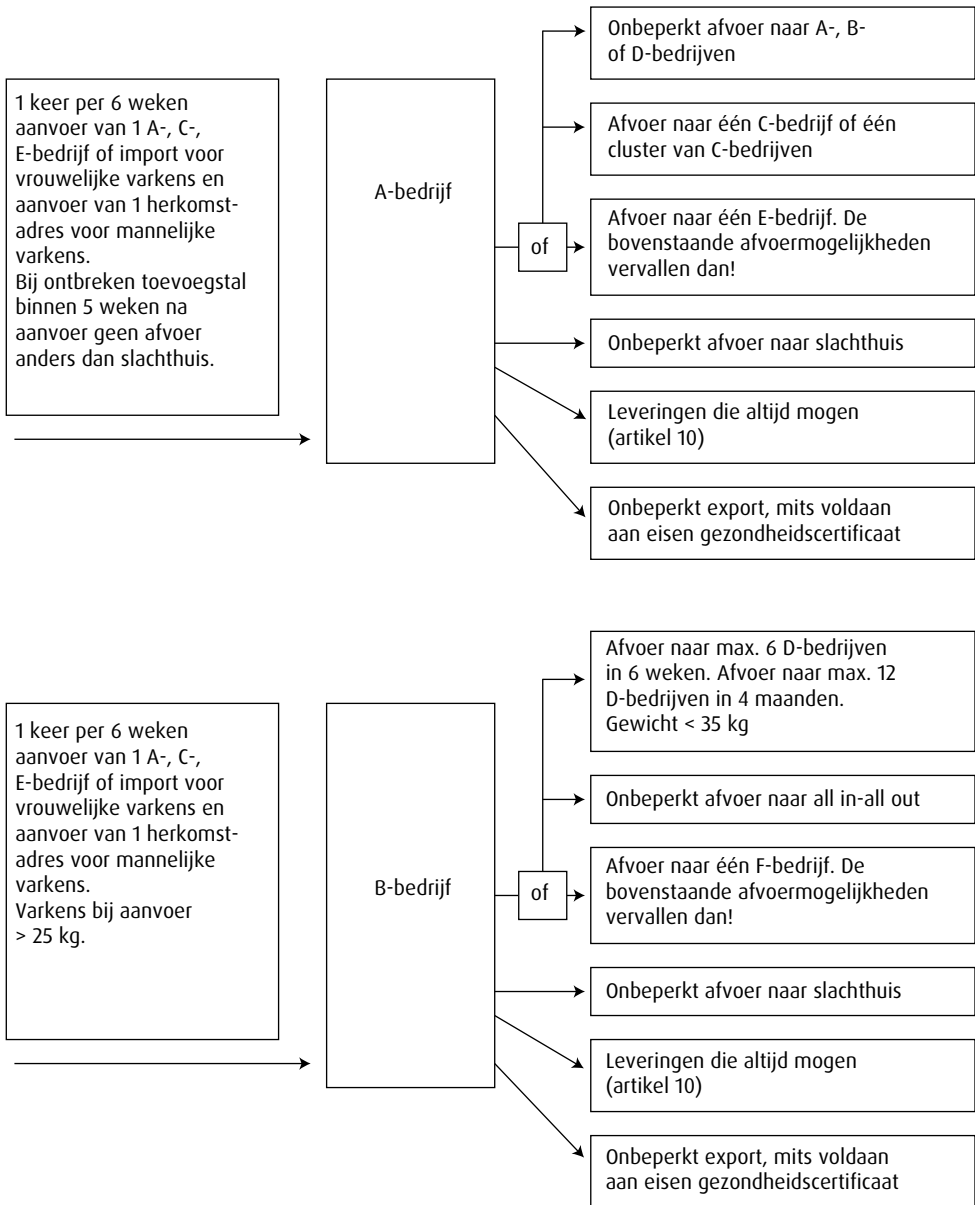 1 keer per 6 weken
aanvoer van 1 A-, C-,
E-bedrijf of import voor
vrouwelijke varkens en
aanvoer van 1 herkomst-
adres voor mannelijke
varkens.
Bij ontbreken toevoegstal
binnen 5 weken na
aanvoer geen afvoer
anders dan slachthuis.
A-bedrijf
of
Onbeperkt afvoer naar A-, B-
of D-bedrijven
Afvoer naar één C-bedrijf of één
cluster van C-bedrijven
Afvoer naar één E-bedrijf. De
bovenstaande afvoermogelijkheden
vervallen dan!
Onbeperkt afvoer naar slachthuis
Leveringen die altijd mogen
(artikel 10)
Onbeperkt export, mits voldaan
aan eisen gezondheidscertificaat
1 keer per 6 weken
aanvoer van 1 A-, C-,
E-bedrijf of import voor
vrouwelijke varkens en
aanvoer van 1 herkomst-
adres voor mannelijke
varkens.
Varkens bij aanvoer
> 25 kg.
B-bedrijf
of
Afvoer naar max. 6 D-bedrijven
in 6 weken. Afvoer naar max. 12
D-bedrijven in 4 maanden.
Gewicht < 35 kg
Onbeperkt afvoer naar all in-all out
Afvoer naar één F-bedrijf. De
bovenstaande afvoermogelijkheden
vervallen dan!
Onbeperkt afvoer naar slachthuis
Leveringen die altijd mogen
(artikel 10)
Onbeperkt export, mits voldaan
aan eisen gezondheidscertificaat